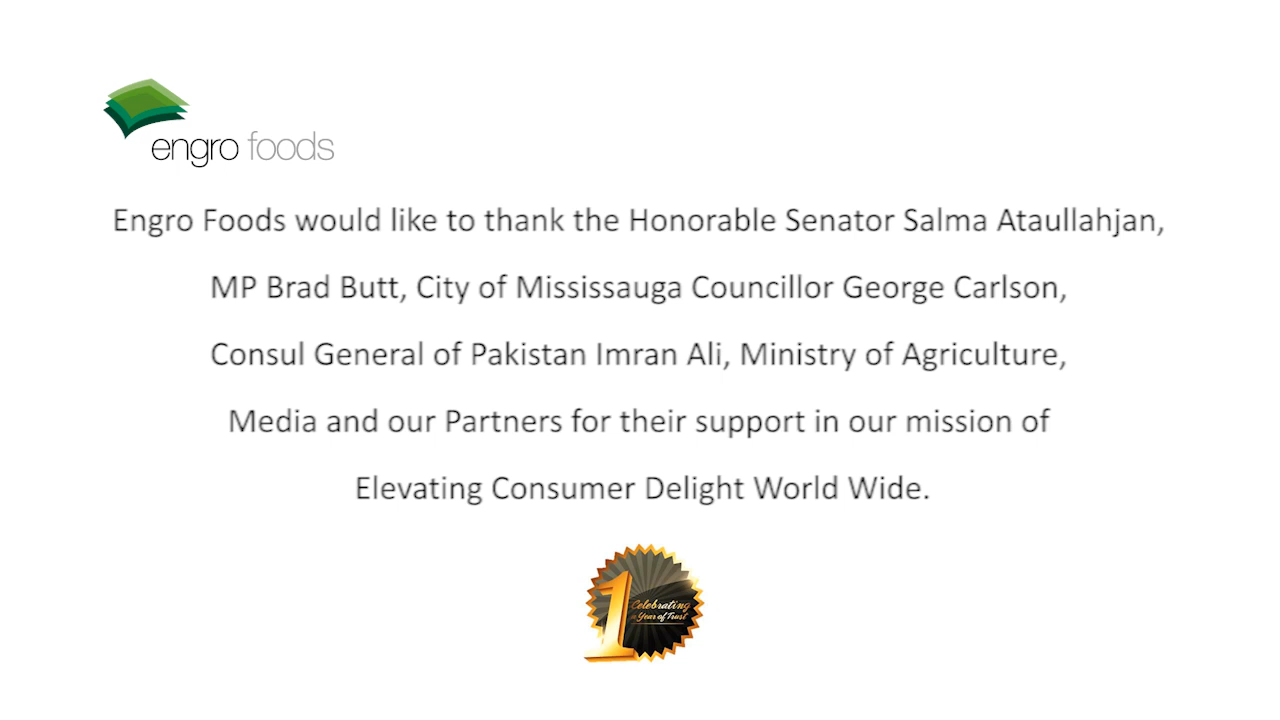 engro foods
Engro Foods would like to thank the Honorable Senator Salma Ataullahjan,
MP Brad Butt, City of Mississauga Councillor George Carlson,
Consul General of Pakistan Imran Ali, Ministry of Agriculture,
Media and our Partners for their support in our mission of
Elevating Consumer Delight World Wide.
1
Celebrating
a Year of Trust